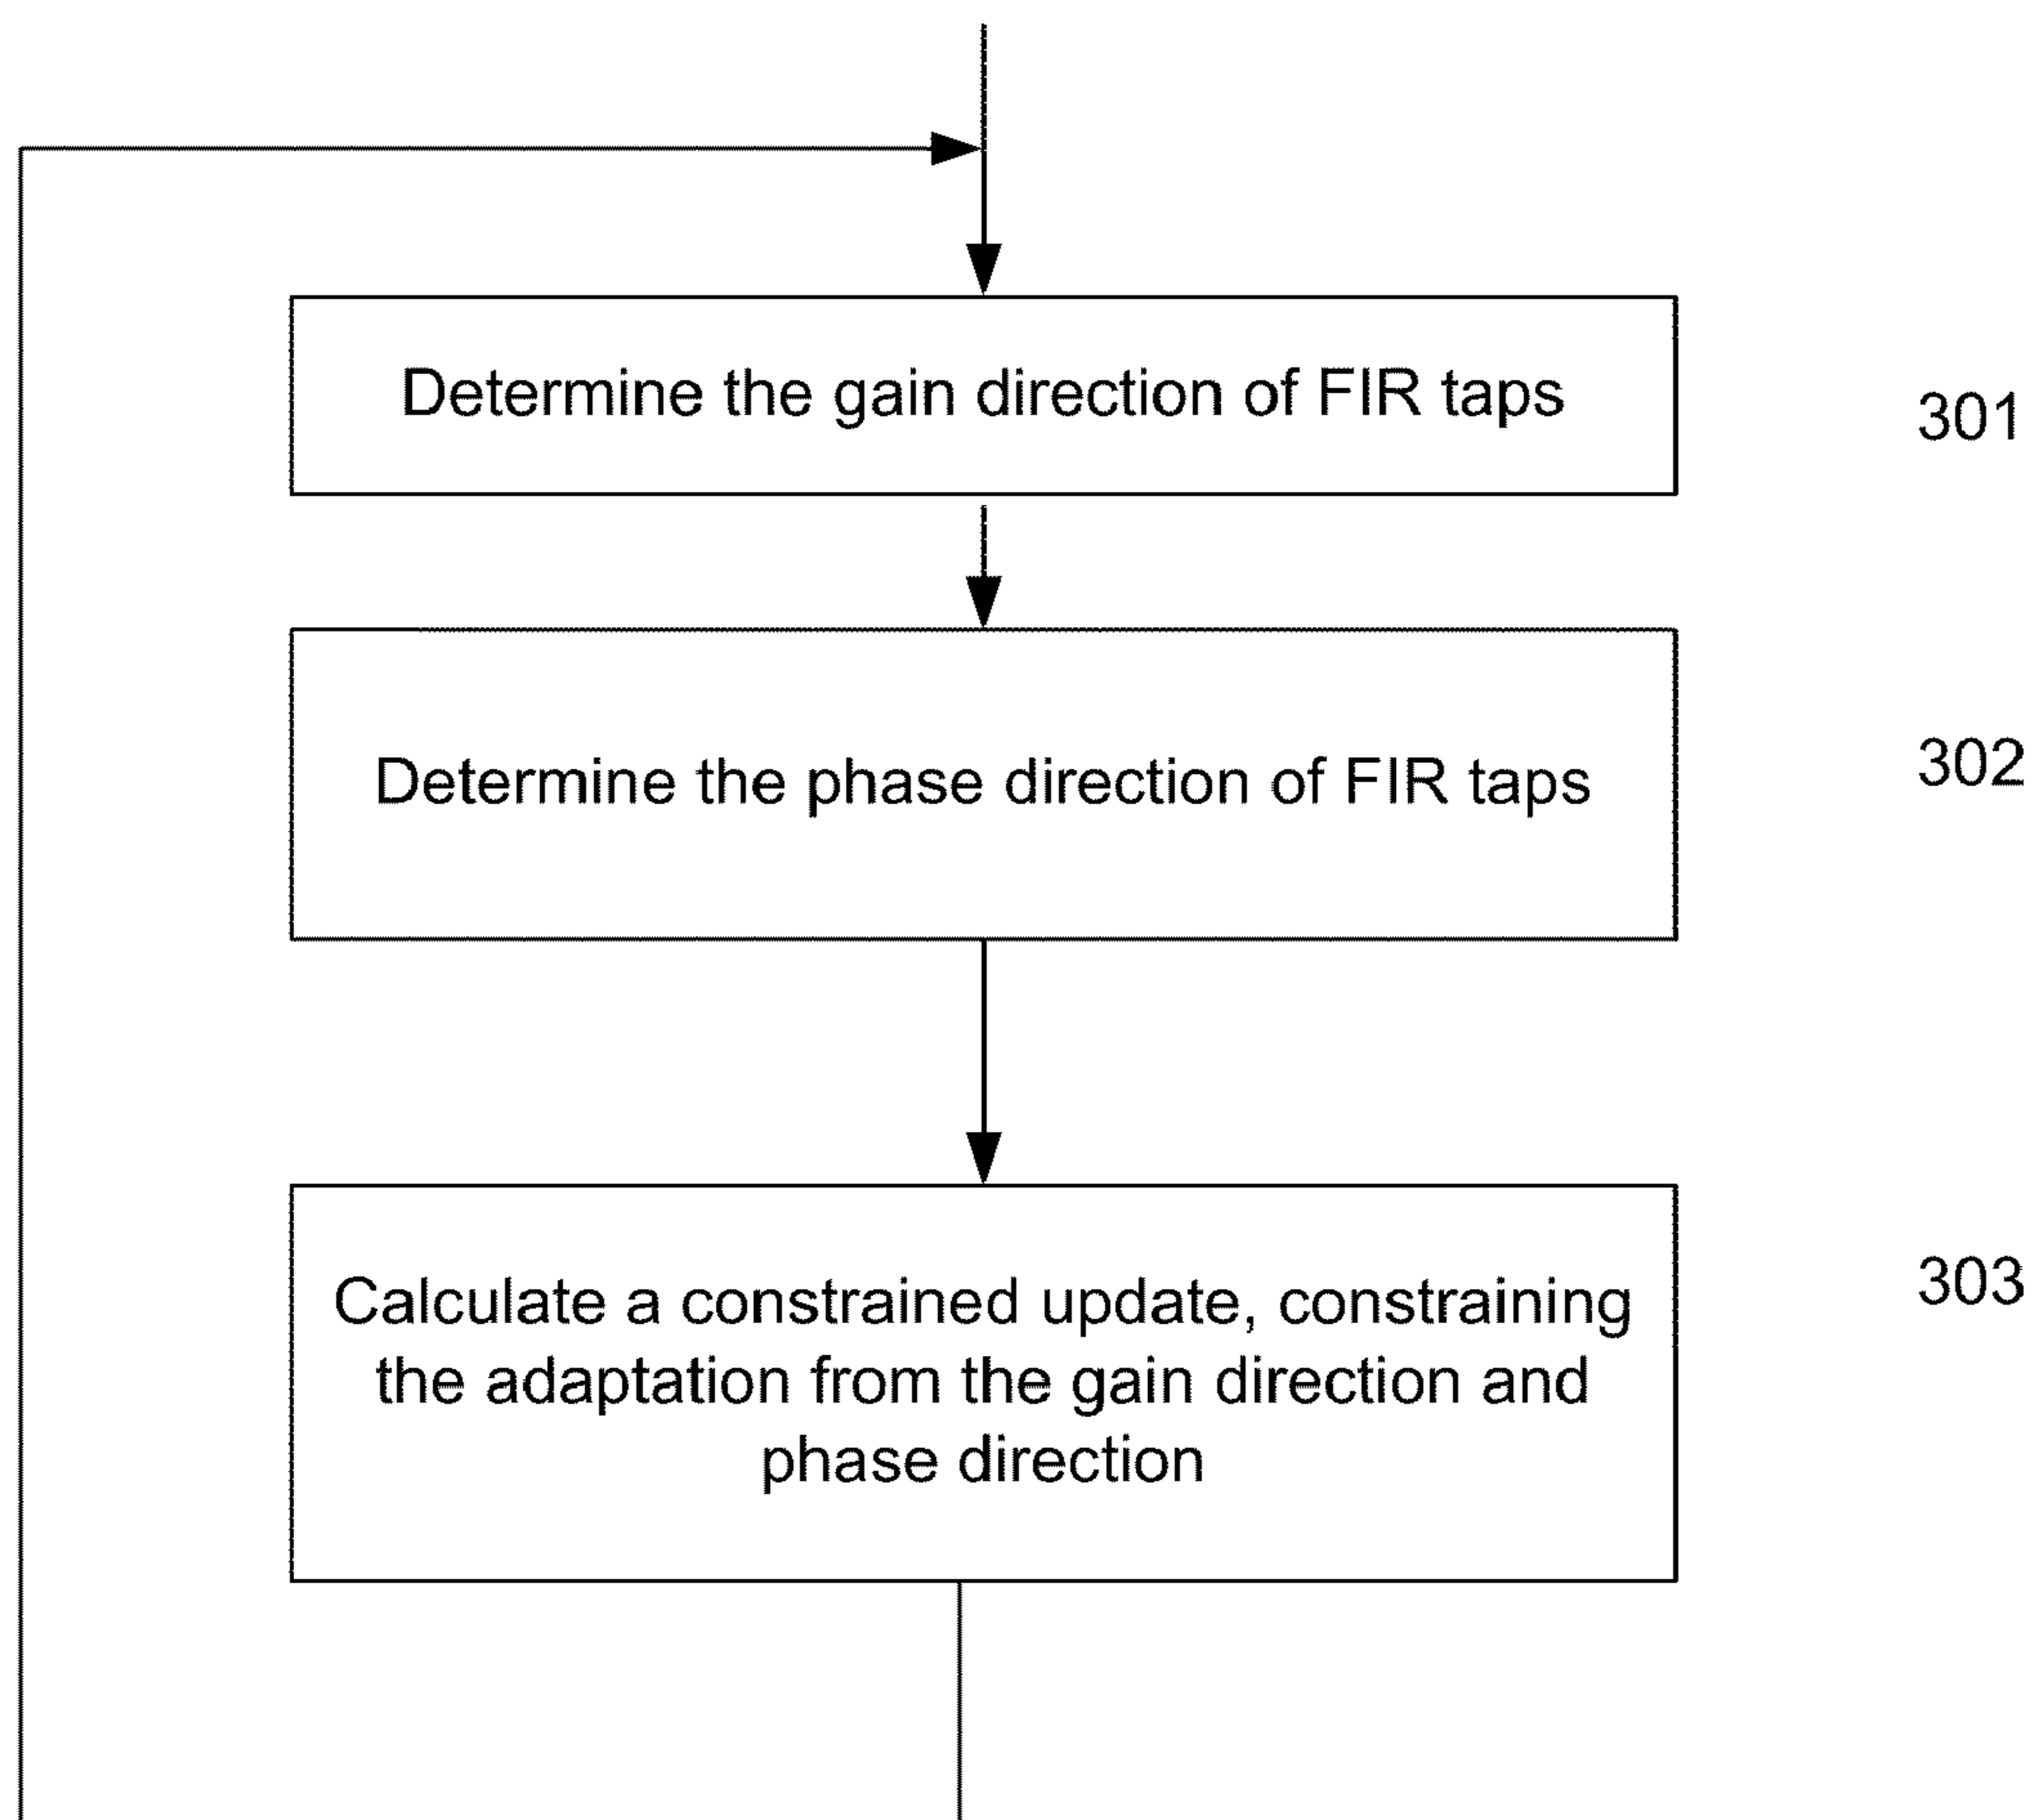 Determine the gain direction of FIR taps
301
Determine the phase direction of FIR taps
302
Calculate a constrained update, constraining
the adaptation from the gain direction and
phase direction
303